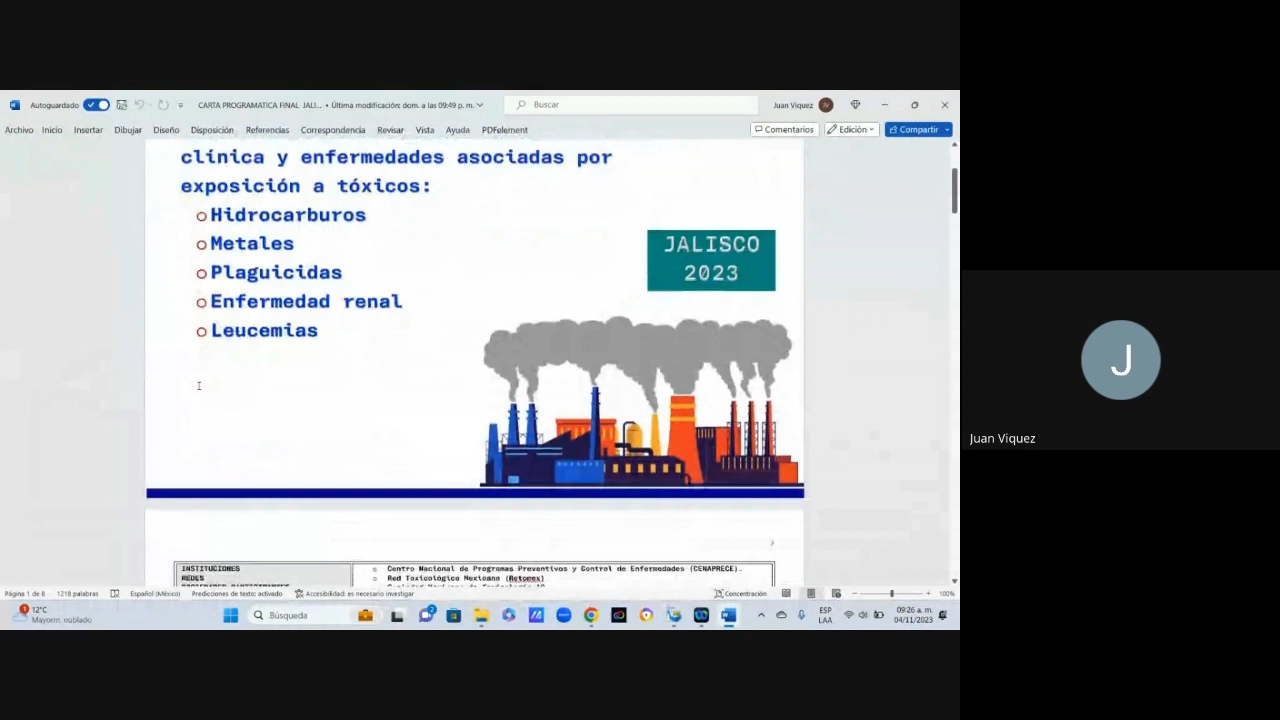 Autoguardado
CARTA PROGRAMATICA FINAL JALI... • Última modificación: dom. a las 09:49 p. m.
Buscar
Juan Viquez
Archivo Inicio Insertar Dibujar Diseño Disposición Referencias Correspondencia Revisar Vista Ayuda PDFelement
Comentarios Edición Compartir
clínica y enfermedades asociadas por
exposición a tóxicos:
Hidrocarburos
Metales
Plaguicidas
Enfermedad renal
Leucemias
JALISCO
2023
INSTITUCIONES
REDES
Centro Nacional de Programas Preventivos y Control de Enfermedades (CENAPRECE).
Red Toxicológica Mexicana (Retomex)
Página 1 de 8 1218 palabras Español (México) Predicciones de texto: activado Accesibilidad: es necesario investigar
Concentración 100%
12°C
Mayorm. nublado
Búsqueda
ESP
LAA
09:26 a. m.
04/11/2023
J
Juan Viquez